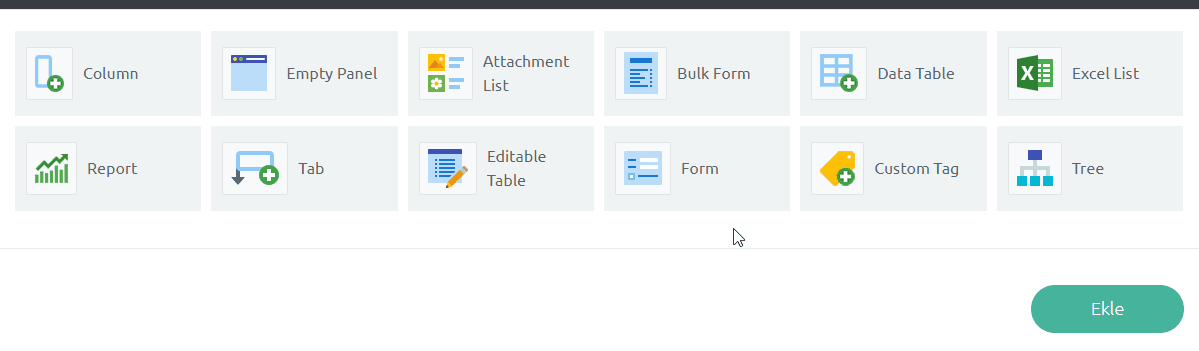 Column
Empty Panel
Attachment
List
Bulk Form
Data Table
Excel List
Report
Tab
Editable
Table
Form
Custom Tag
Tree
Ekle